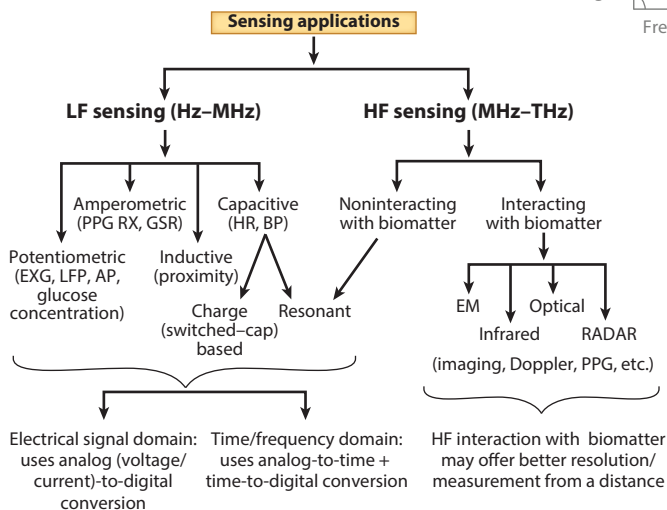 Sensing applications
Fre
LF sensing (Hz–MHz)
HF sensing (MHz–THz)
Amperometric
(PPG RX, GSR)
Capacitive
(HR, BP)
Noninteracting
with biomatter
Interacting
with biomatter
Potentiometric
(EXG, LFP, AP,
glucose
concentration)
Inductive
(proximity)
Charge
(switched–cap)
based
Resonant
EM
Optical
Infrared
RADAR
(imaging, Doppler, PPG, etc.)
Electrical signal domain:
uses analog (voltage/
current)-to-digital
conversion
Time/frequency domain:
uses analog-to-time +
time-to-digital conversion
HF interaction with biomatter
may offer better resolution/
measurement from a distance